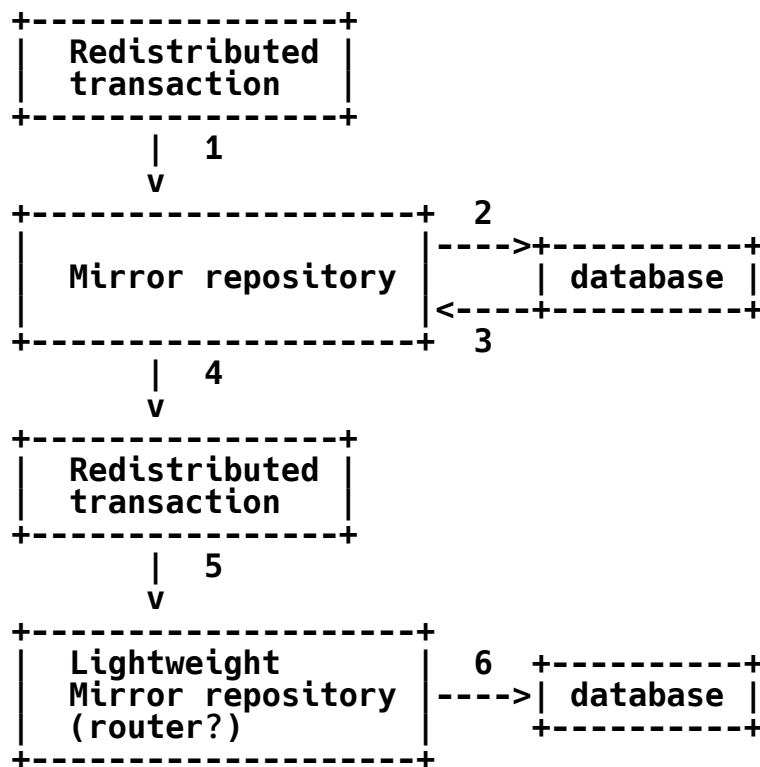 Redistributed
transaction
1
2
Mirror repository
database
3
4
Redistributed
transaction
5
Lightweight
6
Mirror repository
database
(router?)